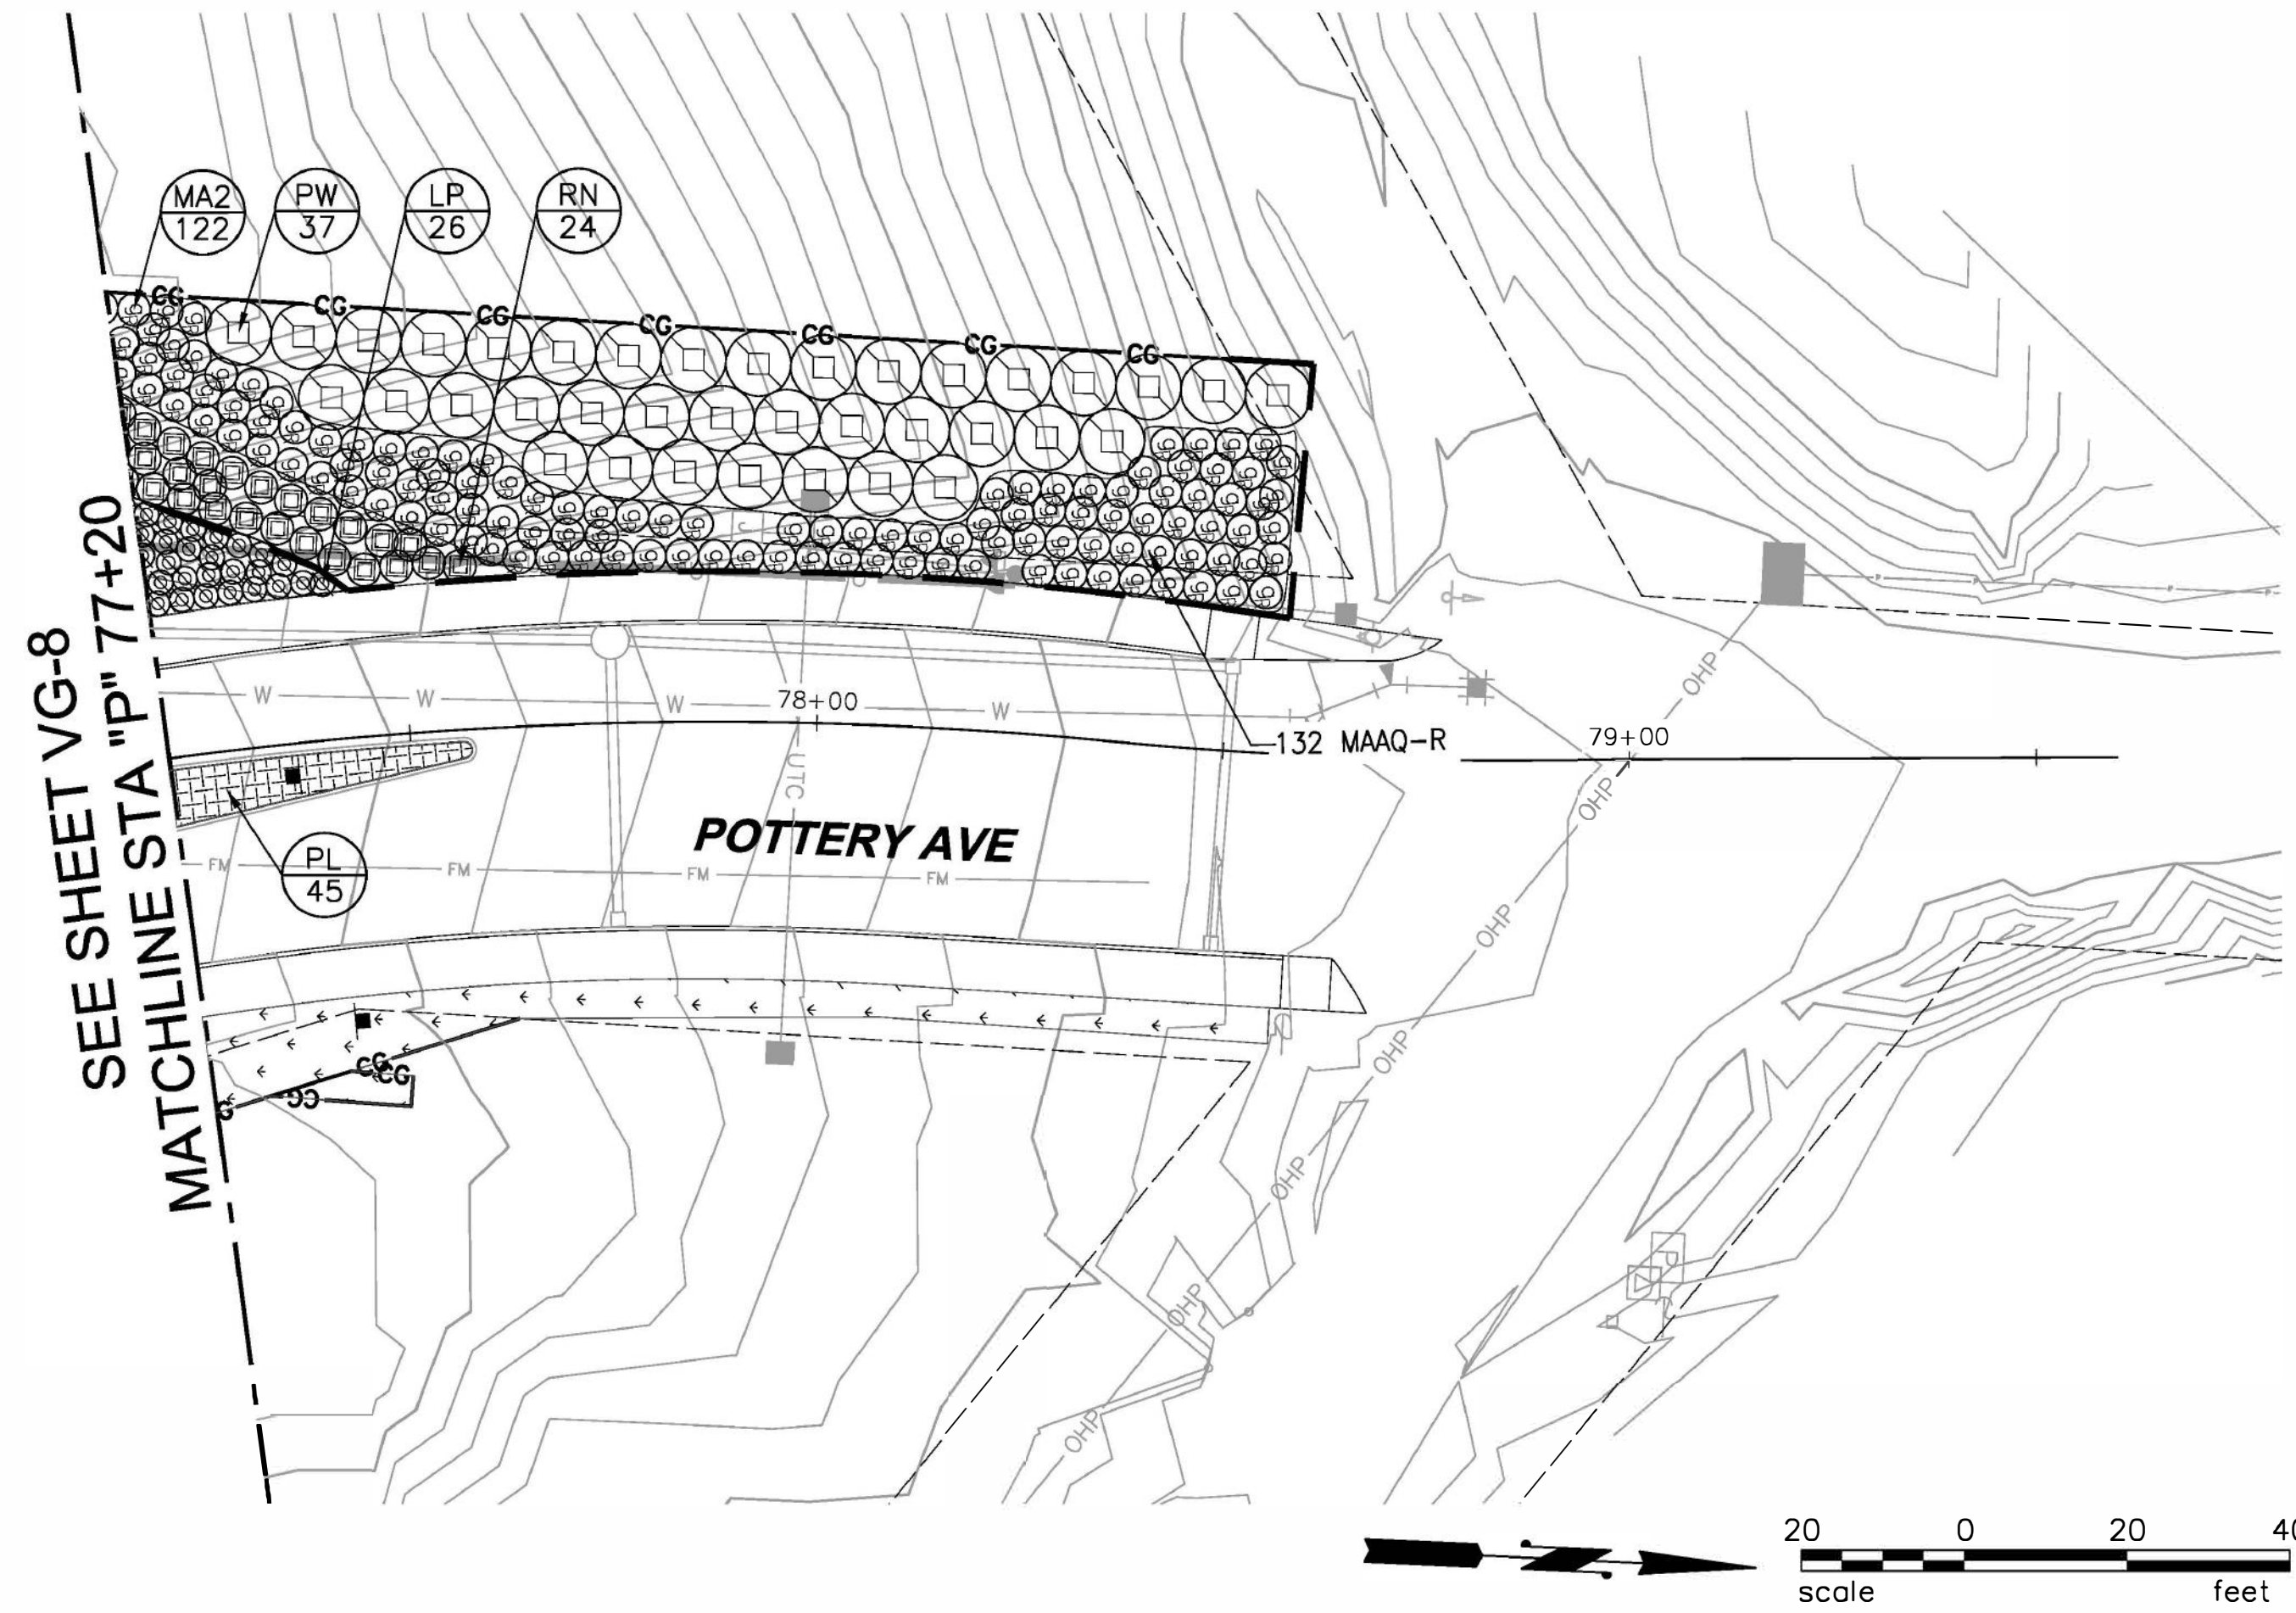 MA2
122
PW
37
LP
26
RN
24
CG CG CG CG CG CG CG
SEE SHEET VG-8
MATCHLINE STA "P" 77+20
W W W 78+00 W
132 MAAQ-R
79+00
UTC
POTTERY AVE
PL
45
FM FM FM FM
OHP
OHP
OHP
OHP
OHP
OHP
OHP
CG
CG
CG
G
20 0 20 40
scale feet